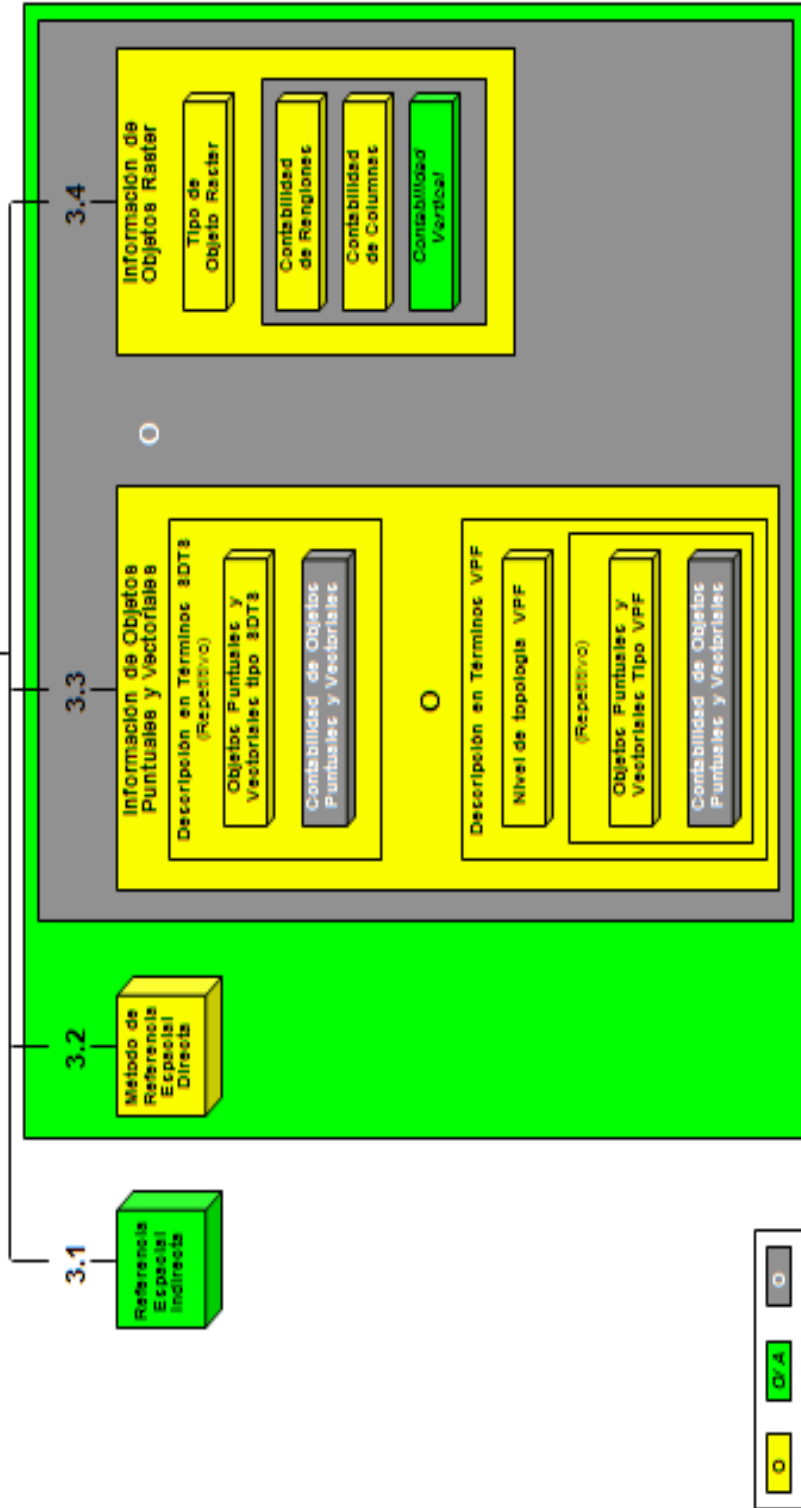 3.1
Referencia
Espacial
Indirecta
3.2
Método de
Referencia
Espacial
Directa
3.3
Información de Objetos
Puntuales y Vectoriales
Descripción en Términos SDTS
(Repetitivo)
Objetos Puntuales y
Vectoriales tipo SDTS
Contabilidad de Objetos
Puntuales y Vectoriales
O
Descripción en Términos VPF
Nivel de topología VPF
(Repetitivo)
Objetos Puntuales y
Vectoriales Tipo VPF
Contabilidad de Objetos
Puntuales y Vectoriales
O
3.4
Información de
Objetos Raster
Tipo de
Objeto Raster
Contabilidad
de Renglones
Contabilidad
de Columnas
Contabilidad
Vertical
O
O/A
O